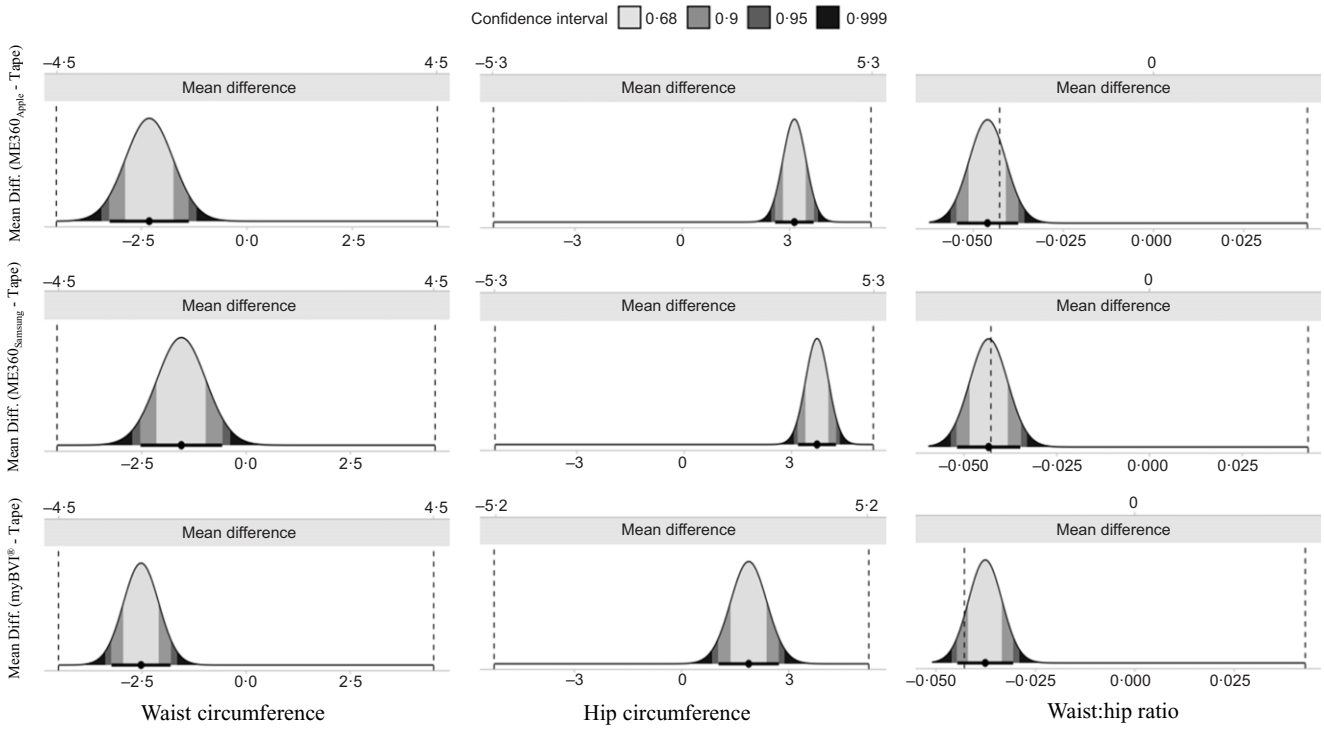 Confidence interval 0·68 0·9 0·95 0·999
Mean Diff. (ME360Apple - Tape)
–4·5 4·5
Mean difference
–2·5 0·0 2·5
–5·3 5·3
Mean difference
–3 0 3
0
Mean difference
–0.050 –0·025 0·000 0·025
Mean Diff. (ME360Samsung - Tape)
–4·5 4·5
Mean difference
–2·5 0·0 2·5
–5·3 5·3
Mean difference
–3 0 3
0
Mean difference
–0·050 –0·025 0·000 0·025
Mean Diff. (myBVI® - Tape)
–4·5 4·5
Mean difference
–2·5 0·0 2·5
–5·2 5·2
Mean difference
–3 0 3
0
Mean difference
–0·050 –0·025 0·000 0·025
Waist circumference Hip circumference Waist:hip ratio